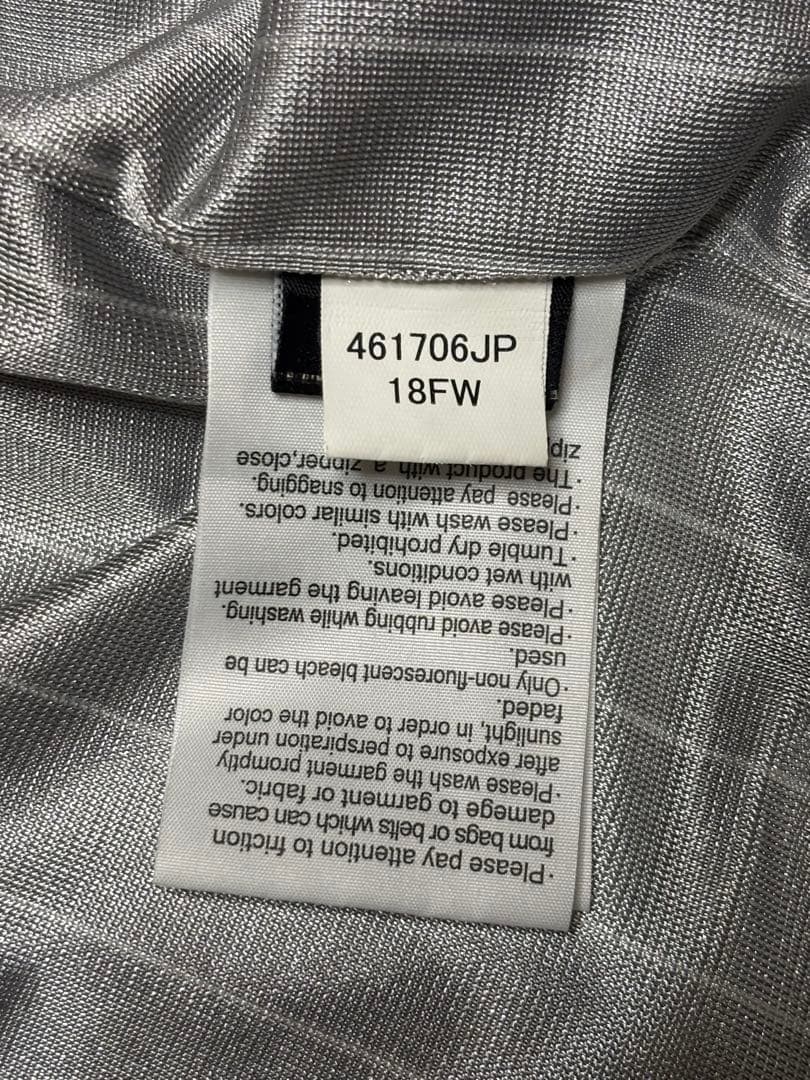 461706JP
18FW
·Please pay attention to friction
from bags or belts which can cause
damege to garment or fabric.
·Please wash the garment promptly
after exposure to perspiration under
sunlight, in order to avoid the color
faded.
·Only non-fluorescent bleach can be
used.
·Please avoid rubbing while washing.
·Please avoid leaving the garment
with wet conditions.
·Tumble dry prohibited.
·Please wash with similar colors.
·Please pay attention to snagging.
·The product with a zipper,close